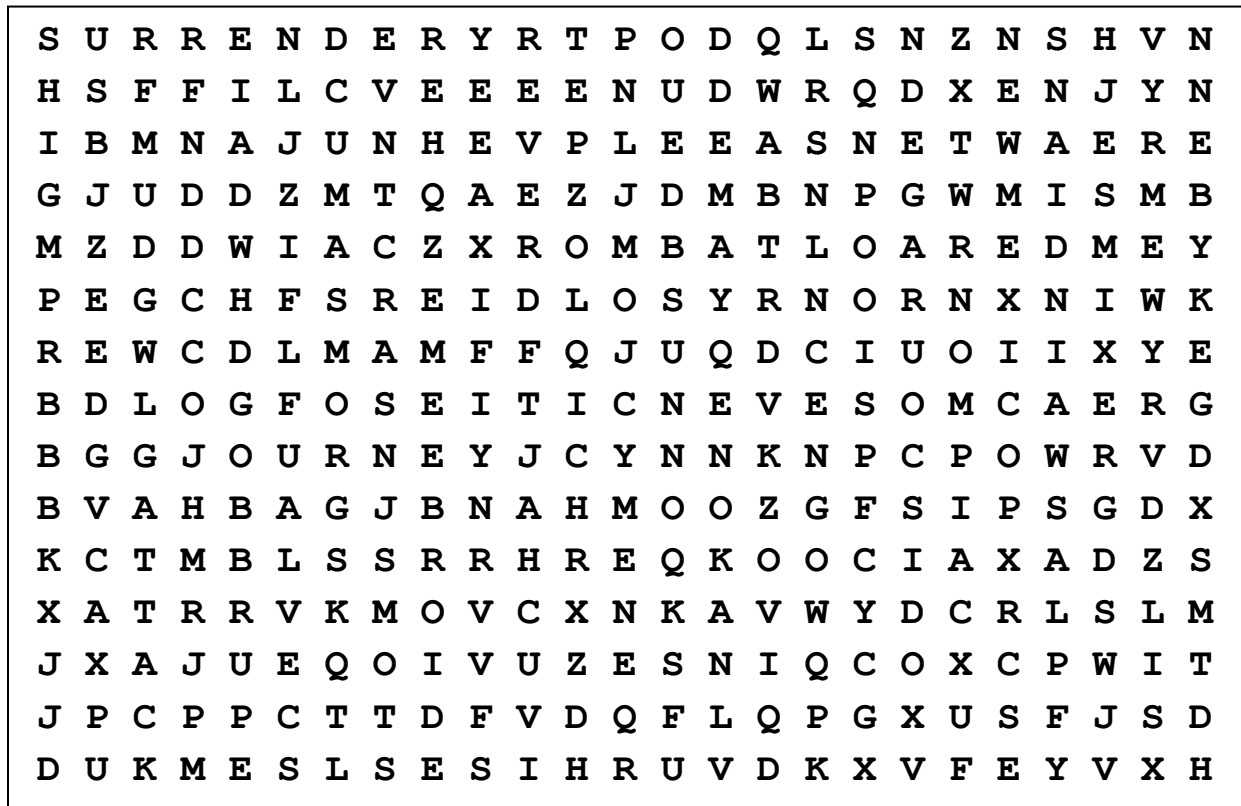 S U R R E N D E R Y R T P O D Q L S N Z N S H V N
H S F F I L C V E E E E N U D W R Q D X E N J Y N
I B M N A J U N H E V P L E E A S N E T W A E R E
G J U D D Z M T Q A E Z J D M B N P G W M I S M B
M Z D D W I A C Z X R O M B A T L O A R E D M E Y
P E G C H F S R E I D L O S Y R N O R N X N I W K
R E W C D L M A M F F Q J U Q D C I U O I I X Y E
B D L O G F O S E I T I C N E V E S O M C A E R G
B G G J O U R N E Y J C Y N N K N P C P O W R V D
B V A H B A G J B N A H M O O Z G F S I P S G D X
K C T M B L S S R R H R E Q K O O C I A X A D Z S
X A T R R V K M O V C X N K A V W Y D C R L S L M
J X A J U E Q O I V U Z E S N I Q C O X C P W I T
J P C P P C T T D F V D Q F L Q P G X U S F J S D
D U K M E S L S E S I H R U V D K X V F E Y V X H